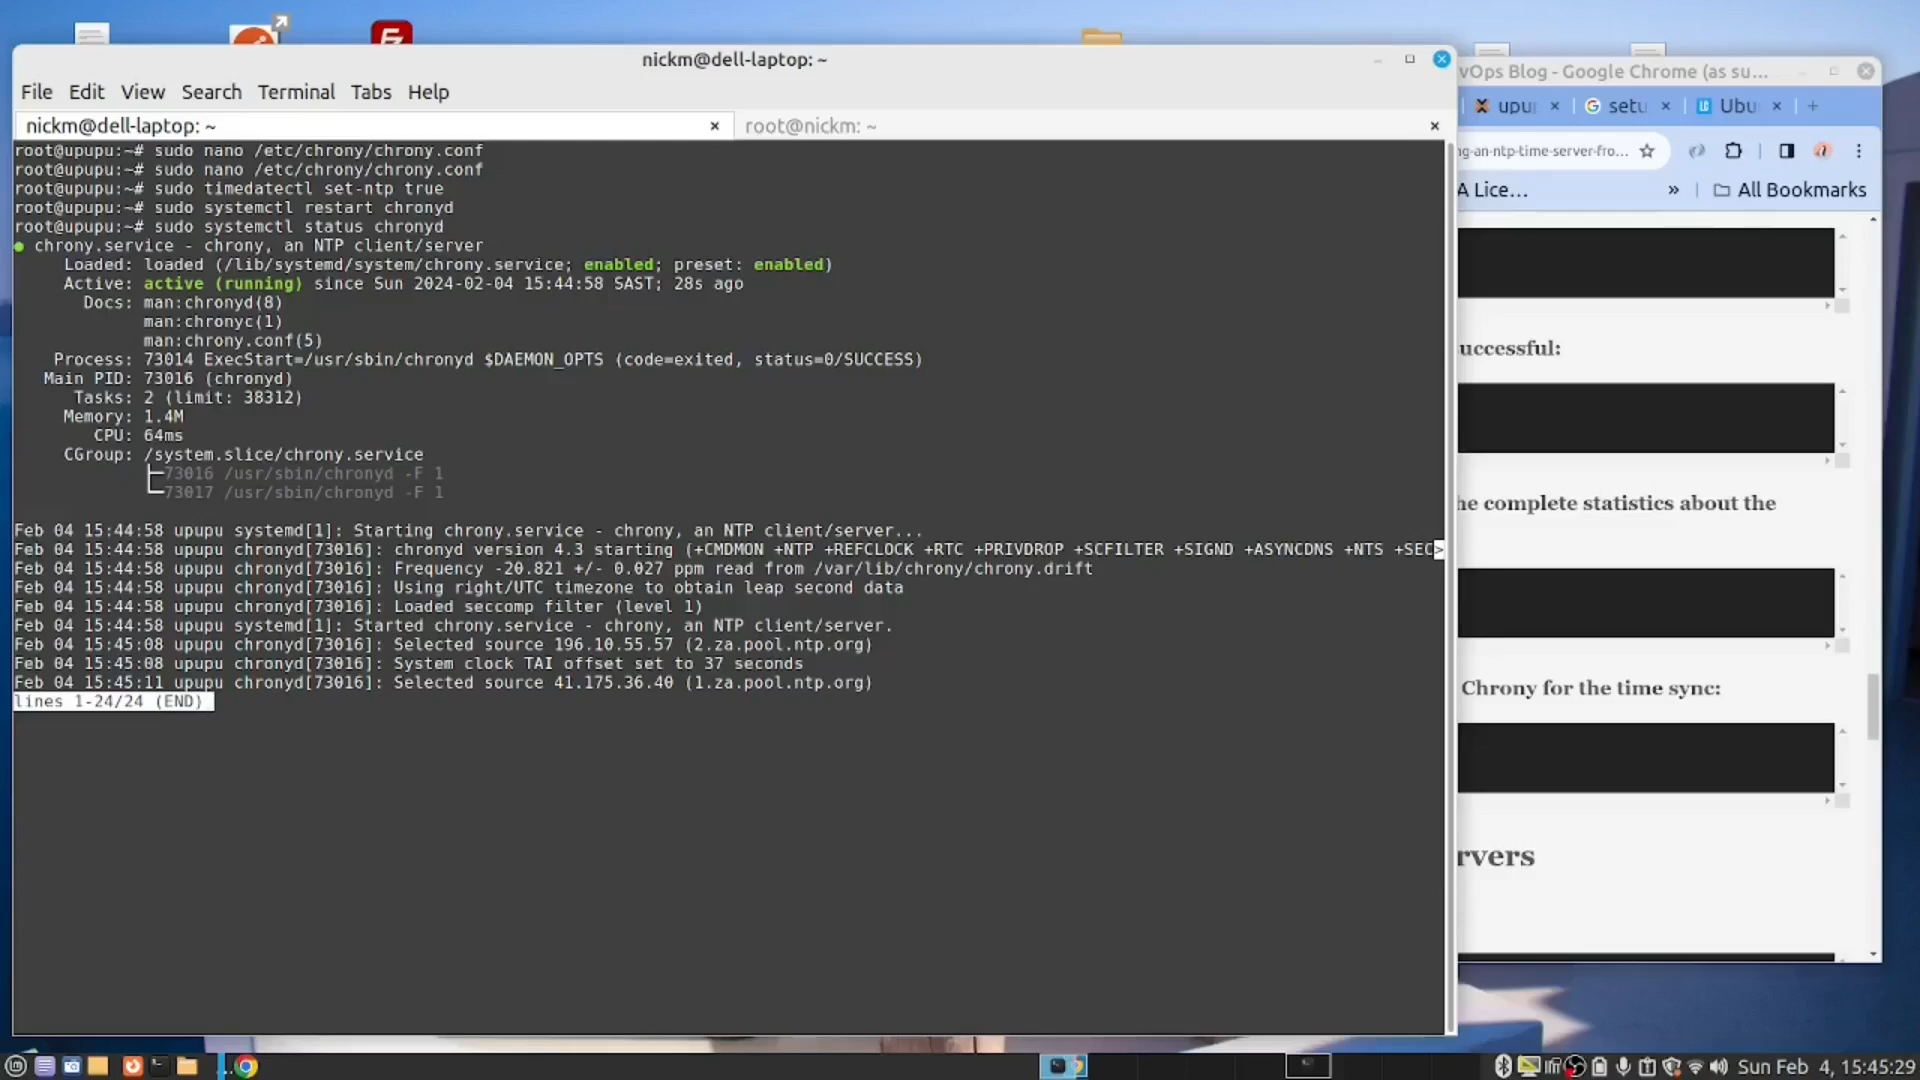 nickm@dell-laptop: ~
File Edit View Search Terminal Tabs Help
nickm@dell-laptop: ~
root@nickm: ~
root@upupu:~# sudo nano /etc/chrony/chrony.conf
root@upupu:~# sudo nano /etc/chrony/chrony.conf
root@upupu:~# sudo timedatectl set-ntp true
root@upupu:~# sudo systemctl restart chronyd
root@upupu:~# sudo systemctl status chronyd
● chrony.service - chrony, an NTP client/server
Loaded: loaded (/lib/systemd/system/chrony.service; enabled; preset: enabled)
Active: active (running) since Sun 2024-02-04 15:44:58 SAST; 28s ago
Docs: man:chronyd(8)
man:chronyc(1)
man:chrony.conf(5)
Process: 73014 ExecStart=/usr/sbin/chronyd $DAEMON_OPTS (code=exited, status=0/SUCCESS)
Main PID: 73016 (chronyd)
Tasks: 2 (limit: 38312)
Memory: 1.4M
CPU: 64ms
CGroup: /system.slice/chrony.service
├─73016 /usr/sbin/chronyd -F 1
└─73017 /usr/sbin/chronyd -F 1
Feb 04 15:44:58 upupu systemd[1]: Starting chrony.service - chrony, an NTP client/server...
Feb 04 15:44:58 upupu chronyd[73016]: chronyd version 4.3 starting (+CMDMON +NTP +REFCLOCK +RTC +PRIVDROP +SCFILTER +SIGND +ASYNCDNS +NTS +SEC>
Feb 04 15:44:58 upupu chronyd[73016]: Frequency -20.821 +/- 0.027 ppm read from /var/lib/chrony/chrony.drift
Feb 04 15:44:58 upupu chronyd[73016]: Using right/UTC timezone to obtain leap second data
Feb 04 15:44:58 upupu chronyd[73016]: Loaded seccomp filter (level 1)
Feb 04 15:44:58 upupu systemd[1]: Started chrony.service - chrony, an NTP client/server.
Feb 04 15:45:08 upupu chronyd[73016]: Selected source 196.10.55.57 (2.za.pool.ntp.org)
Feb 04 15:45:08 upupu chronyd[73016]: System clock TAI offset set to 37 seconds
Feb 04 15:45:11 upupu chronyd[73016]: Selected source 41.175.36.40 (1.za.pool.ntp.org)
lines 1-24/24 (END)
vOps Blog - Google Chrome (as su...
upu setu Ubu
ng-an-ntp-time-server-fro...
A Lice... » All Bookmarks
uccessful:
he complete statistics about the
Chrony for the time sync:
rvers
Sun Feb 4, 15:45:29